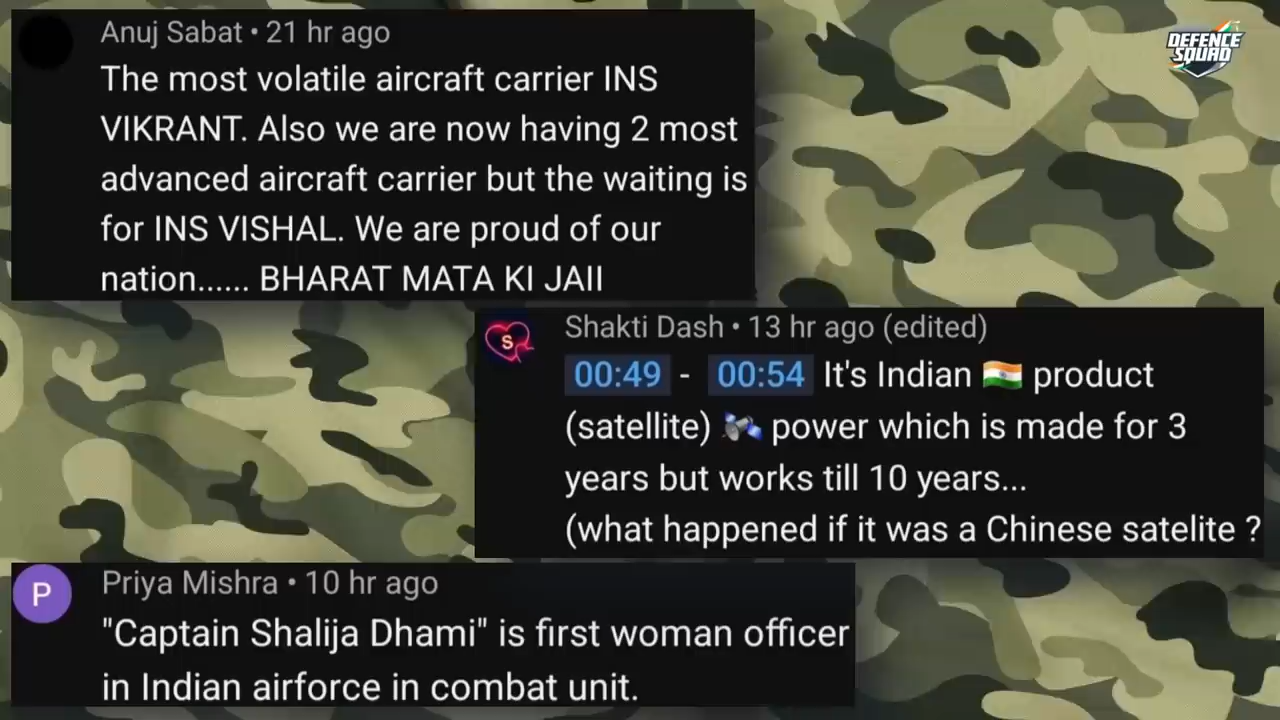 DEFENCE
SQUAD
Anuj Sabat • 21 hr ago
The most volatile aircraft carrier INS
VIKRANT. Also we are now having 2 most
advanced aircraft carrier but the waiting is
for INS VISHAL. We are proud of our
nation...... BHARAT MATA KI JAII
S
Shakti Dash • 13 hr ago (edited)
00:49 - 00:54 It's Indian 🇮🇳 product
(satellite) 🛰️ power which is made for 3
years but works till 10 years...
(what happened if it was a Chinese satelite ?
P
Priya Mishra • 10 hr ago
"Captain Shalija Dhami" is first woman officer
in Indian airforce in combat unit.